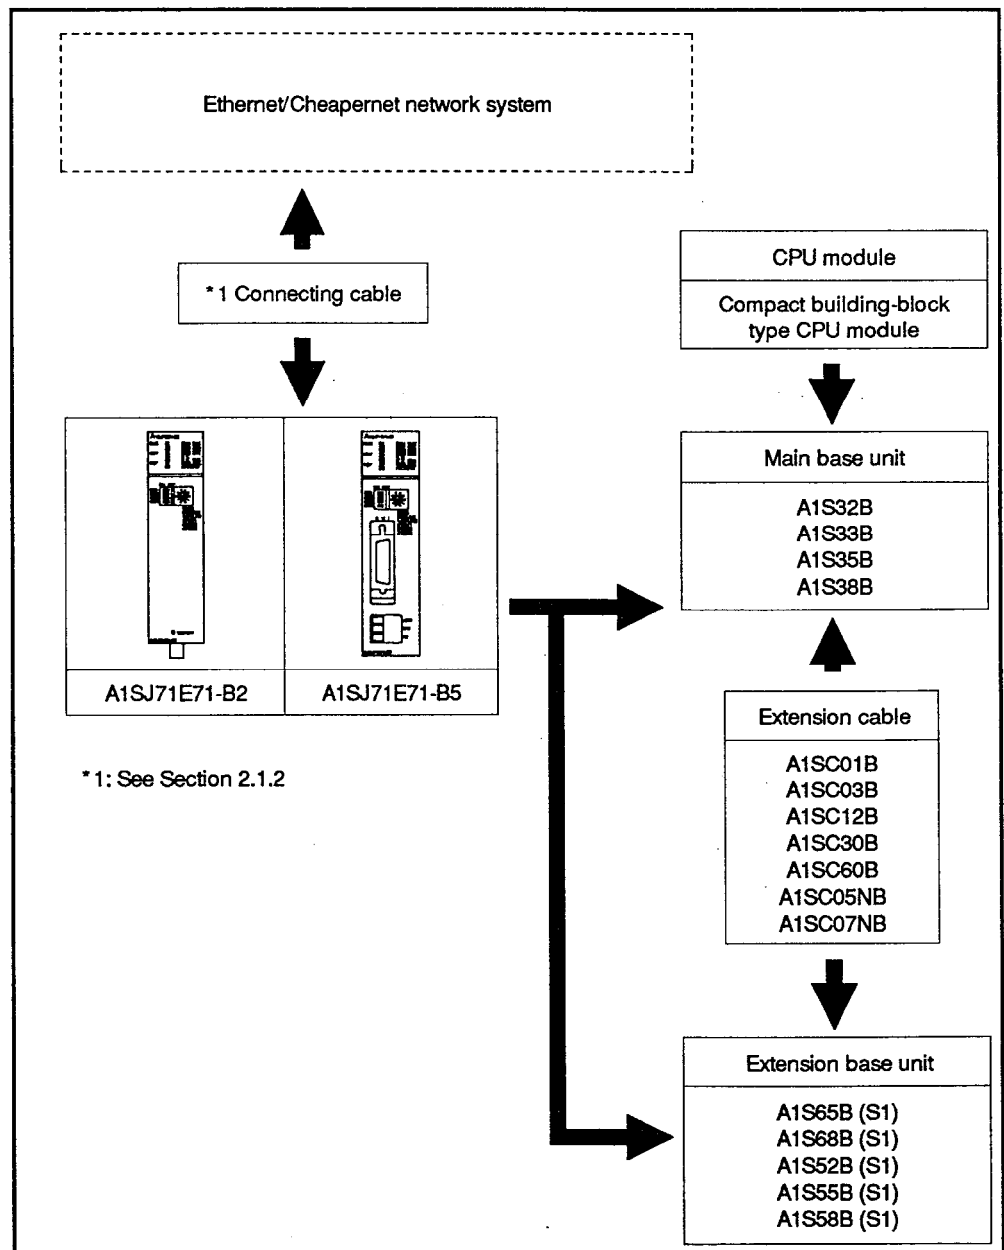 Ethernet/Cheapernet network system
*1 Connecting cable
CPU module
Compact building-block
type CPU module
Main base unit
A1S32B
A1S33B
A1S35B
A1S38B
A1SJ71E71-B2
A1SJ71E71-B5
*1: See Section 2.1.2
Extension cable
A1SC01B
A1SC03B
A1SC12B
A1SC30B
A1SC60B
A1SC05NB
A1SC07NB
Extension base unit
A1S65B (S1)
A1S68B (S1)
A1S52B (S1)
A1S55B (S1)
A1S58B (S1)